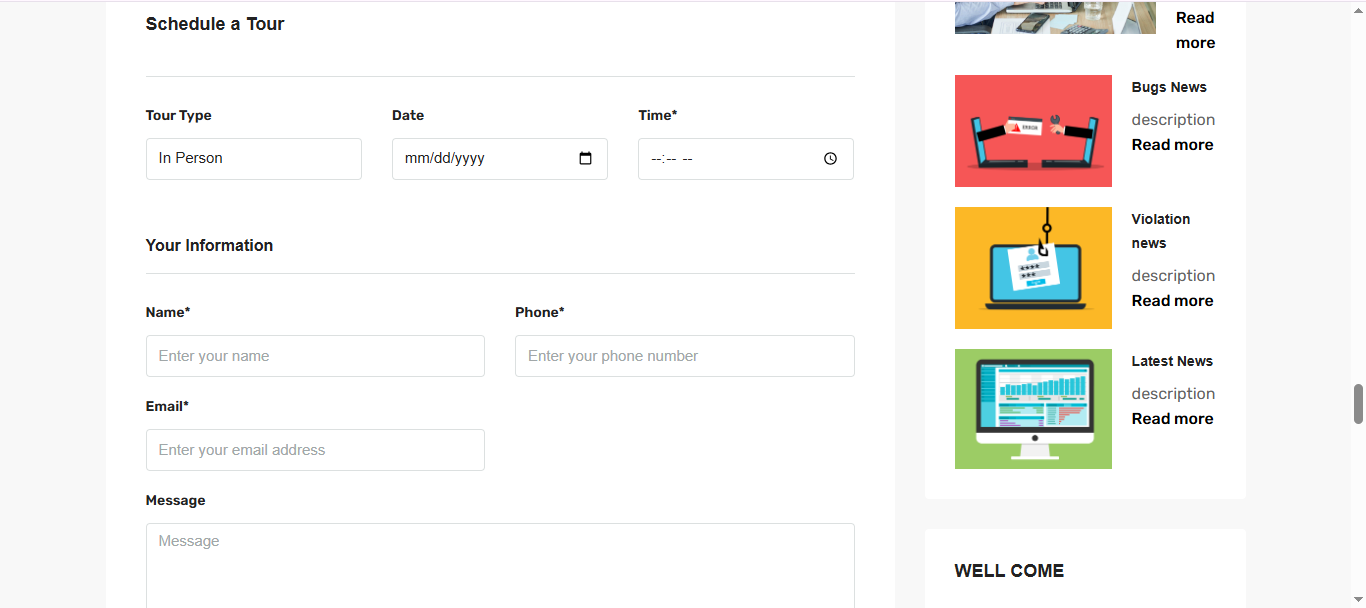 Schedule a Tour
Tour Type
Date
Time*
In Person
mm/dd/yyyy
--:-- --
Your Information
Name*
Phone*
Enter your name
Enter your phone number
Email*
Enter your email address
Message
Message
Read
more
Bugs News
description
Read more
ERROR
Violation
news
description
Read more
Latest News
description
Read more
WELL COME